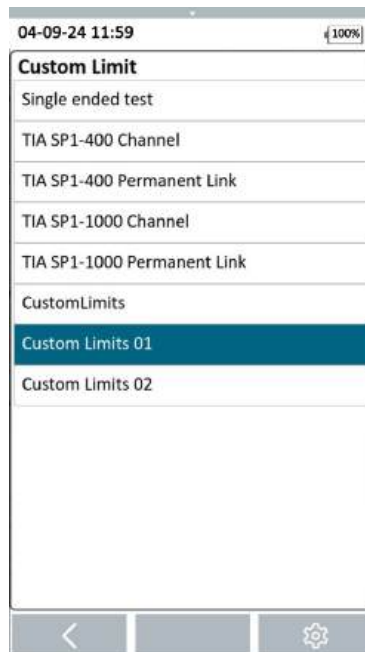 04-09-24 11:59
100%
Custom Limit
Single ended test
TIA SP1-400 Channel
TIA SP1-400 Permanent Link
TIA SP1-1000 Channel
TIA SP1-1000 Permanent Link
CustomLimits
Custom Limits 01
Custom Limits 02